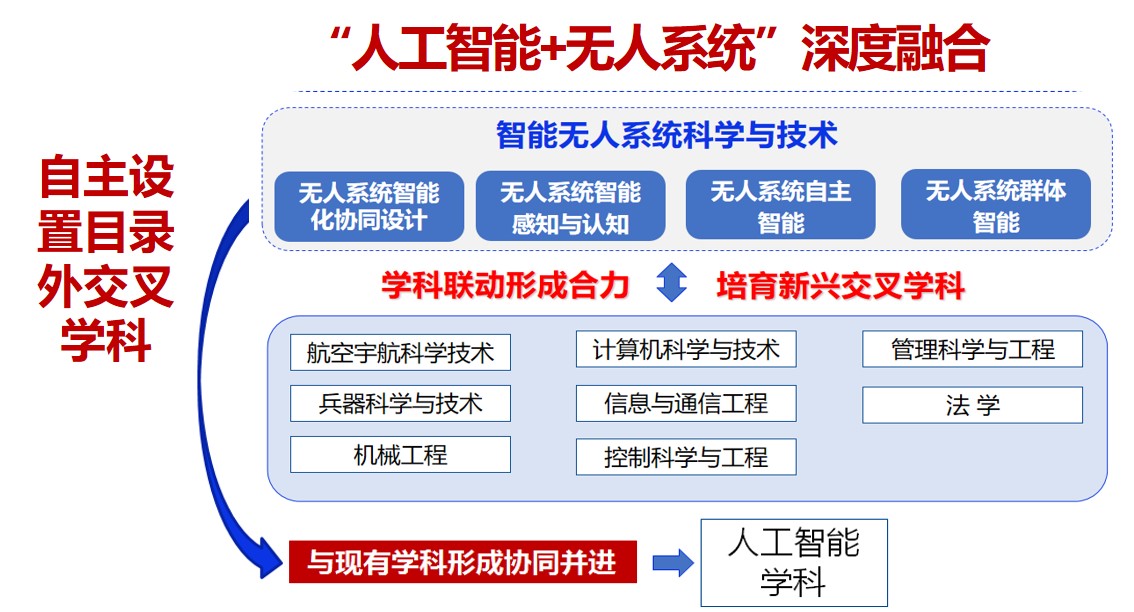 “人工智能+无人系统”深度融合
自主设
置目录
外交叉
学科
智能无人系统科学与技术
无人系统智能
化协同设计
无人系统智能
感知与认知
无人系统自主
智能
无人系统群体
智能
学科联动形成合力
培育新兴交叉学科
航空宇航科学技术
计算机科学与技术
管理科学与工程
兵器科学与技术
信息与通信工程
法 学
机械工程
控制科学与工程
与现有学科形成协同并进
人工智能
学科